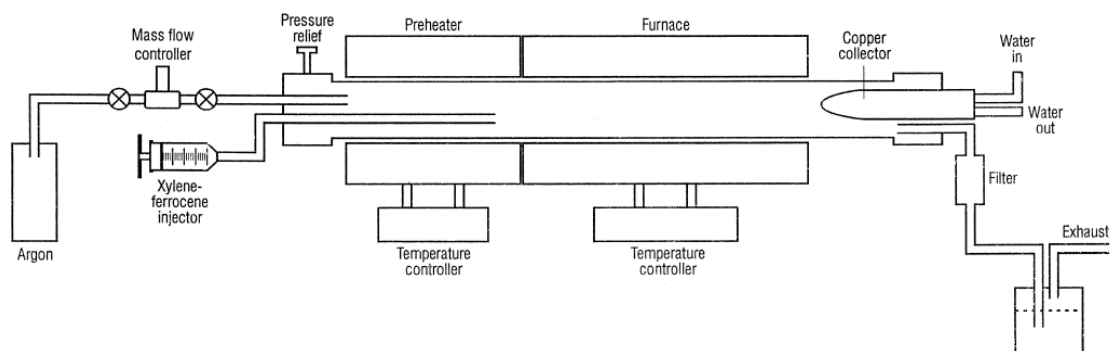 Pressure
relief
Preheater
Furnace
Mass flow
controller
Copper
collector
Water
in
Water
out
Xylene-
ferrocene
injector
Filter
Argon
Temperature
controller
Temperature
controller
Exhaust